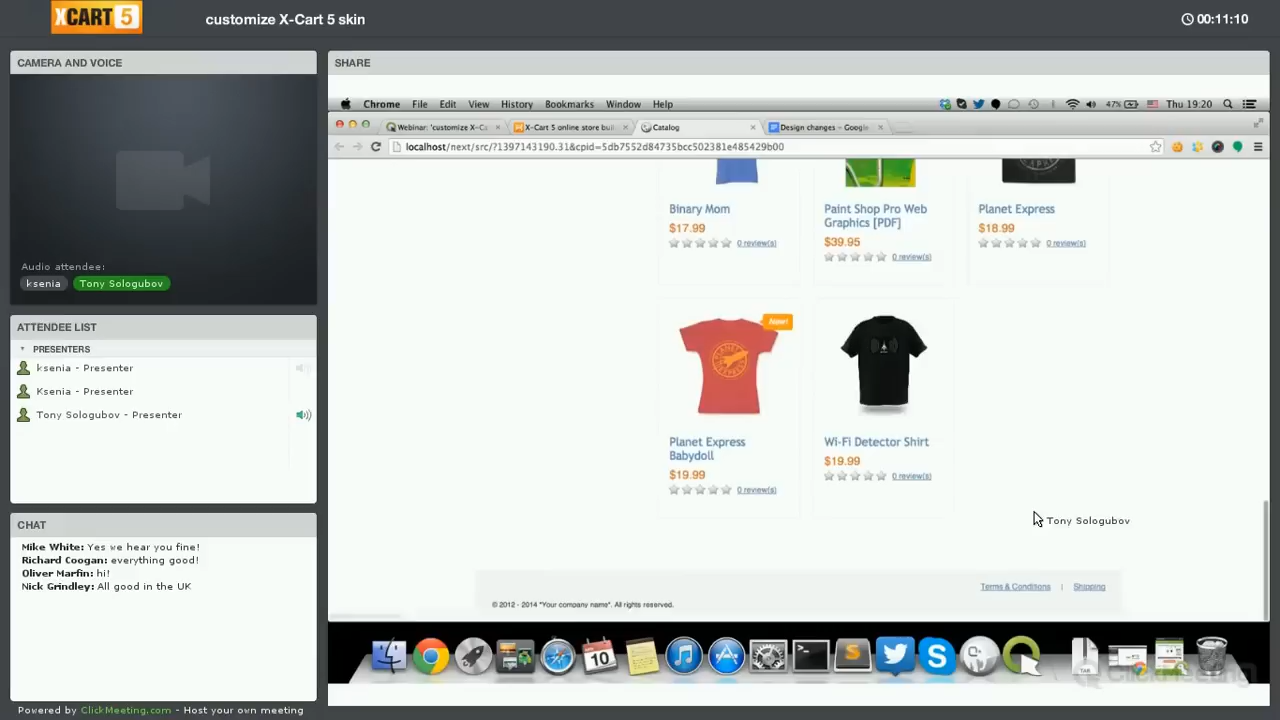 XCART 5
customize X-Cart 5 skin
00:11:10
CAMERA AND VOICE
Audio attendee:
ksenia
Tony Sologubov
ATTENDEE LIST
PRESENTERS
ksenia - Presenter
Ksenia - Presenter
Tony Sologubov - Presenter
CHAT
Mike White: Yes we hear you fine!
Richard Coogan: everything good!
Oliver Marfin: hi!
Nick Grindley: All good in the UK
Powered by ClickMeeting.com - Host your own meeting
SHARE
Chrome File Edit View History Bookmarks Window Help
47% Thu 19:20
Webinar: 'customize X-C
X-Cart 5 online store buil
Catalog
Design changes - Google
localhost/next/src/?1397143190.31&cpid=5db7552d84735bcc502381e485429b00
Binary Mom
$17.99
0 review(s)
Paint Shop Pro Web
Graphics [PDF]
$39.95
0 review(s)
Planet Express
$18.99
0 review(s)
New!
PLANET EXPRESS
Planet Express
Babydoll
$19.99
0 review(s)
Wi-Fi Detector Shirt
$19.99
0 review(s)
Tony Sologubov
Terms & Conditions | Shipping
© 2012 - 2014 "Your company name". All rights reserved.
10
TAR
ClickMeeting